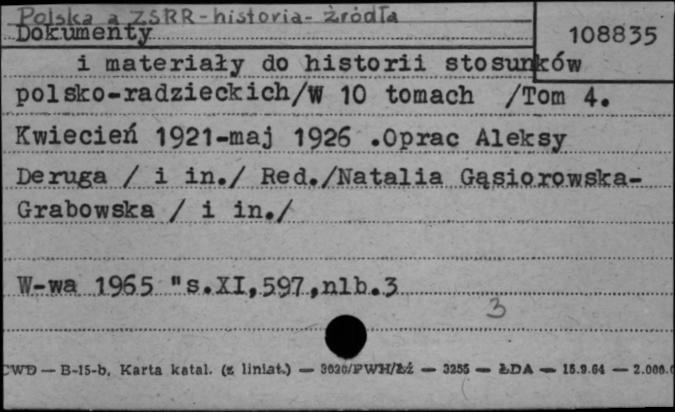 Polska a ZSRR - historia - źródła
Dokumenty
108835
i materiały do historii stosunków
polsko-radzieckich/W 10 tomach /Tom 4.
Kwiecień 1921-maj 1926 .Oprac Aleksy
Deruga / i in./ Red./Natalia Gąsiorowska-
Grabowska / i in./
W-wa 1965 "s.XI,597,nlb.3
3
CWD — B-15-b. Karta katal. (z liniat.) — 3020/PWH/Łż — 3255 — ŁDA — 15.9.64 — 2.000.